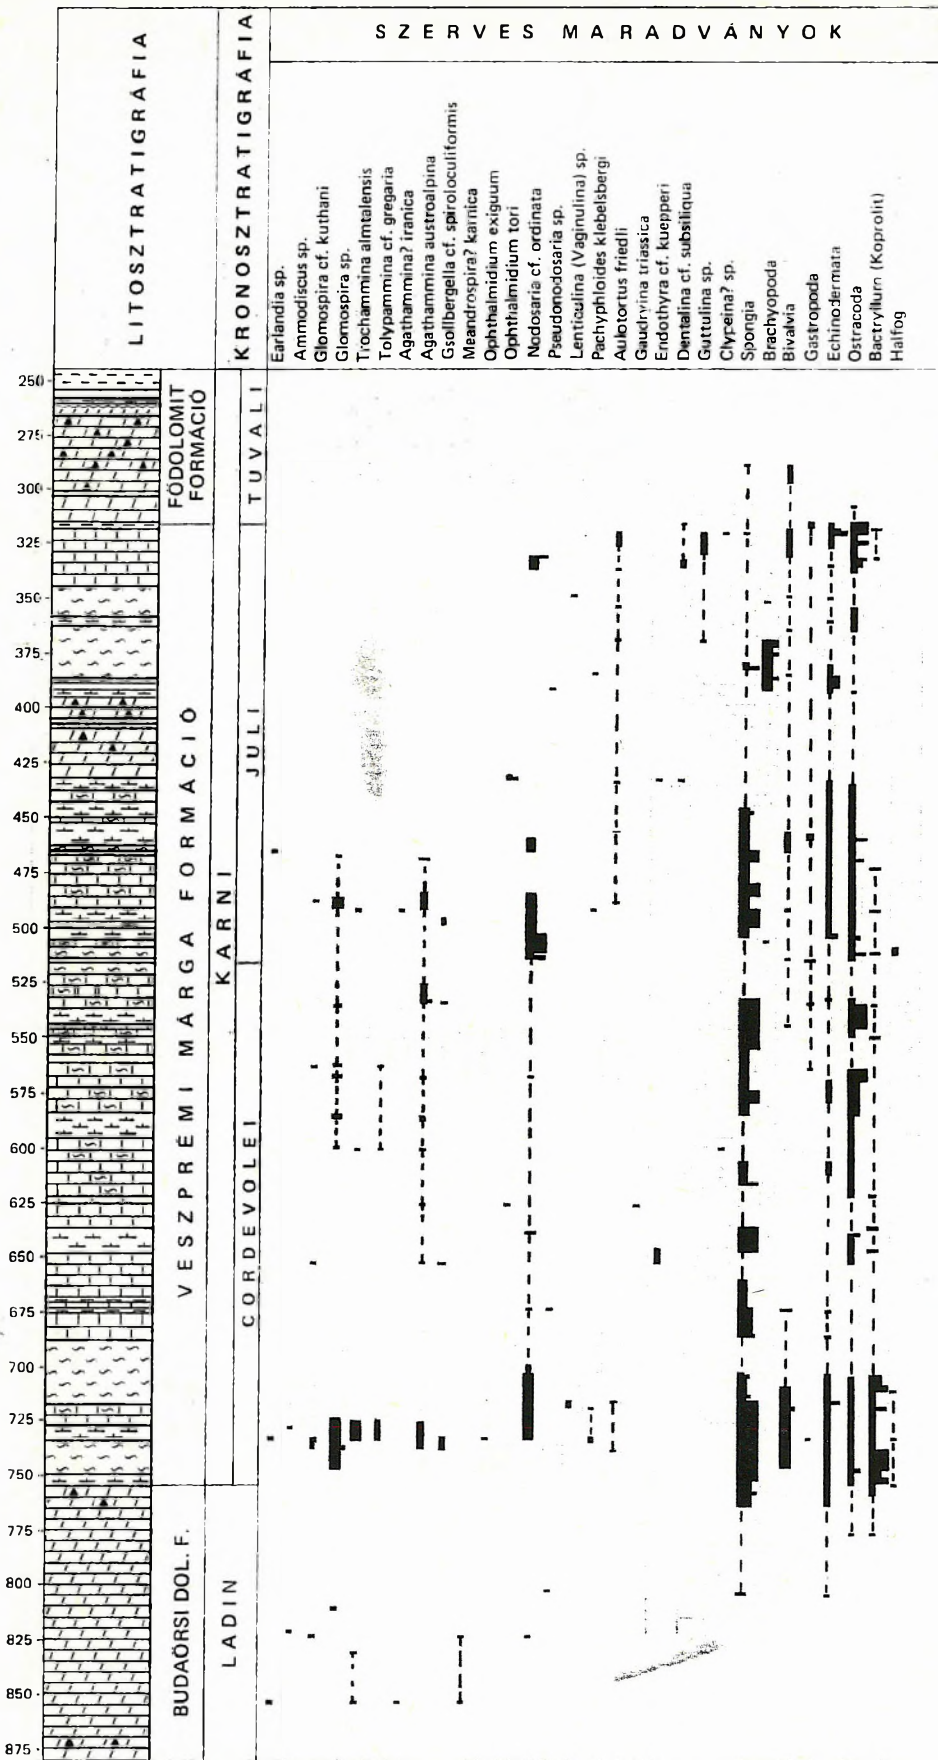 SZERVES MARADVÁNYOK
LITOSZTRATIGRÁFIA
KRONOSZTRATIGRÁFIA
Earlandia sp.
Ammodiscus sp.
Glomospira cf. kuthani
Glomospira sp.
Trochammina almtalensis
Tolypammina cf. gregaria
Agathammina? iranica
Agathammina austroalpina
Gsollbergella cf. spiroloculiformis
Meandrospira? karnica
Ophthalmidium exiguum
Ophthalmidium tori
Nodosaria cf. ordinata
Pseudonodosaria sp.
Lenticulina (Vaginulina) sp.
Pachyphloides klebelsbergi
Aulotortus friedli
Gaudryina triassica
Endothyra cf. kuepperi
Dentalina cf. subsiliqua
Guttulina sp.
Clypeina? sp.
Spongia
Brachyopoda
Bivalvia
Gastropoda
Echinodermata
Ostracoda
Bactryllum (Koprolit)
Halfog
250
275
300
325
350
375
400
425
450
475
500
525
550
575
600
625
650
675
700
725
750
775
800
825
850
875
FŐDOLOMIT
FORMÁCIÓ
VESZPRÉMI MÁRGA FORMÁCIÓ
BUDAÖRSI DOL. F.
KARNI
LADIN
TUVALI
JULI
CORDEVOLEI